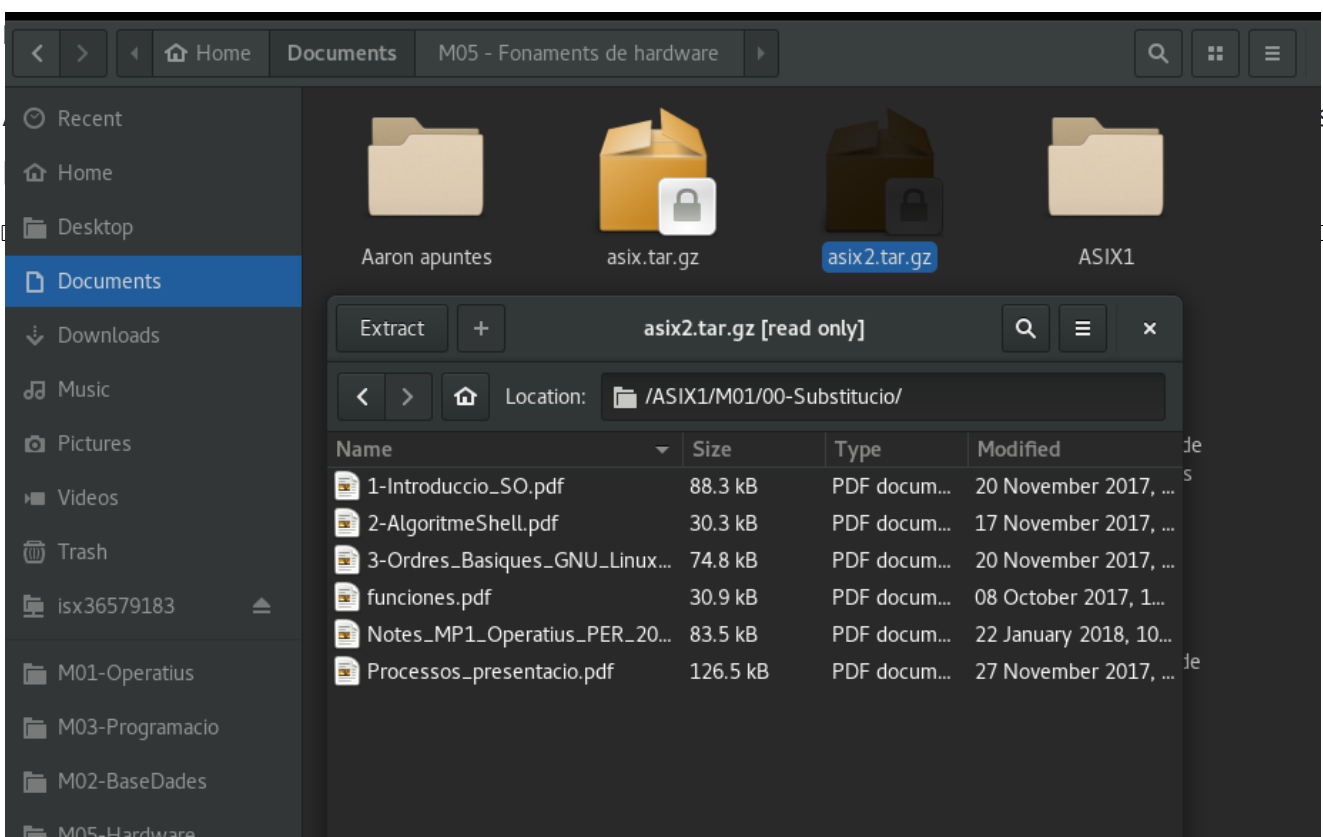 Home Documents M05 - Fonaments de hardware
Recent
Home
Desktop
Documents
Downloads
Music
Pictures
Videos
Trash
isx36579183
M01-Operatius
M03-Programacio
M02-BaseDades
M05-Hardware
Aaron apuntes asix.tar.gz asix2.tar.gz ASIX1
Extract + asix2.tar.gz [read only]
Location: /ASIX1/M01/00-Substitucio/
Name Size Type Modified
1-Introduccio_SO.pdf 88.3 kB PDF docum... 20 November 2017, ...
2-AlgoritmeShell.pdf 30.3 kB PDF docum... 17 November 2017, ...
3-Ordres_Basiques_GNU_Linux... 74.8 kB PDF docum... 20 November 2017, ...
funciones.pdf 30.9 kB PDF docum... 08 October 2017, 1...
Notes_MP1_Operatius_PER_20... 83.5 kB PDF docum... 22 January 2018, 10...
Processos_presentacio.pdf 126.5 kB PDF docum... 27 November 2017, ...